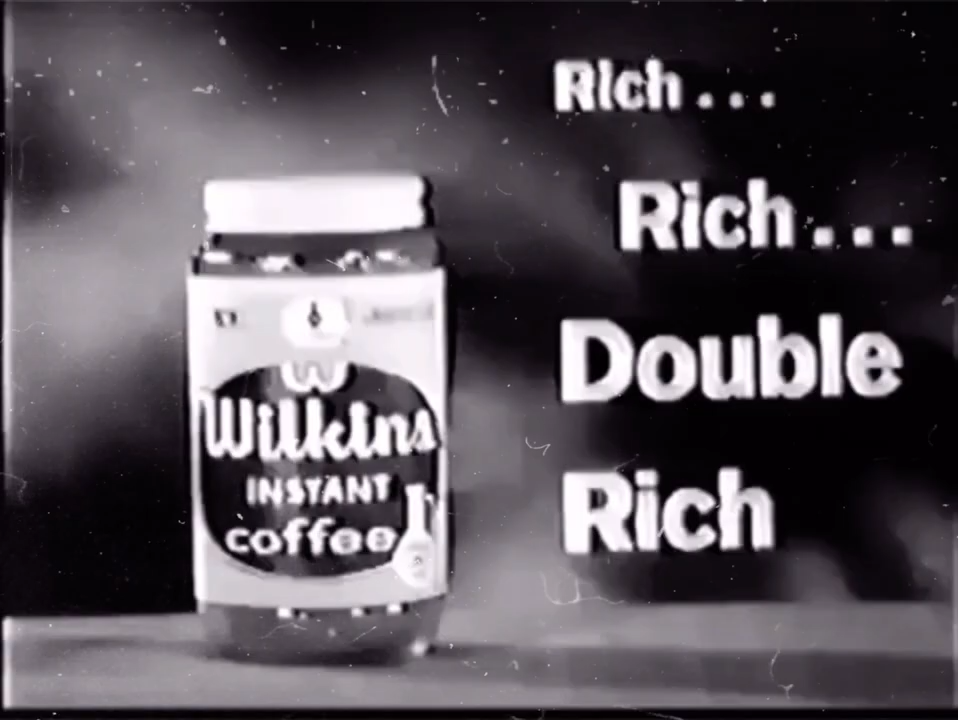 Rich...
Rich...
Double
Rich
W
Wilkins
INSTANT
coffee